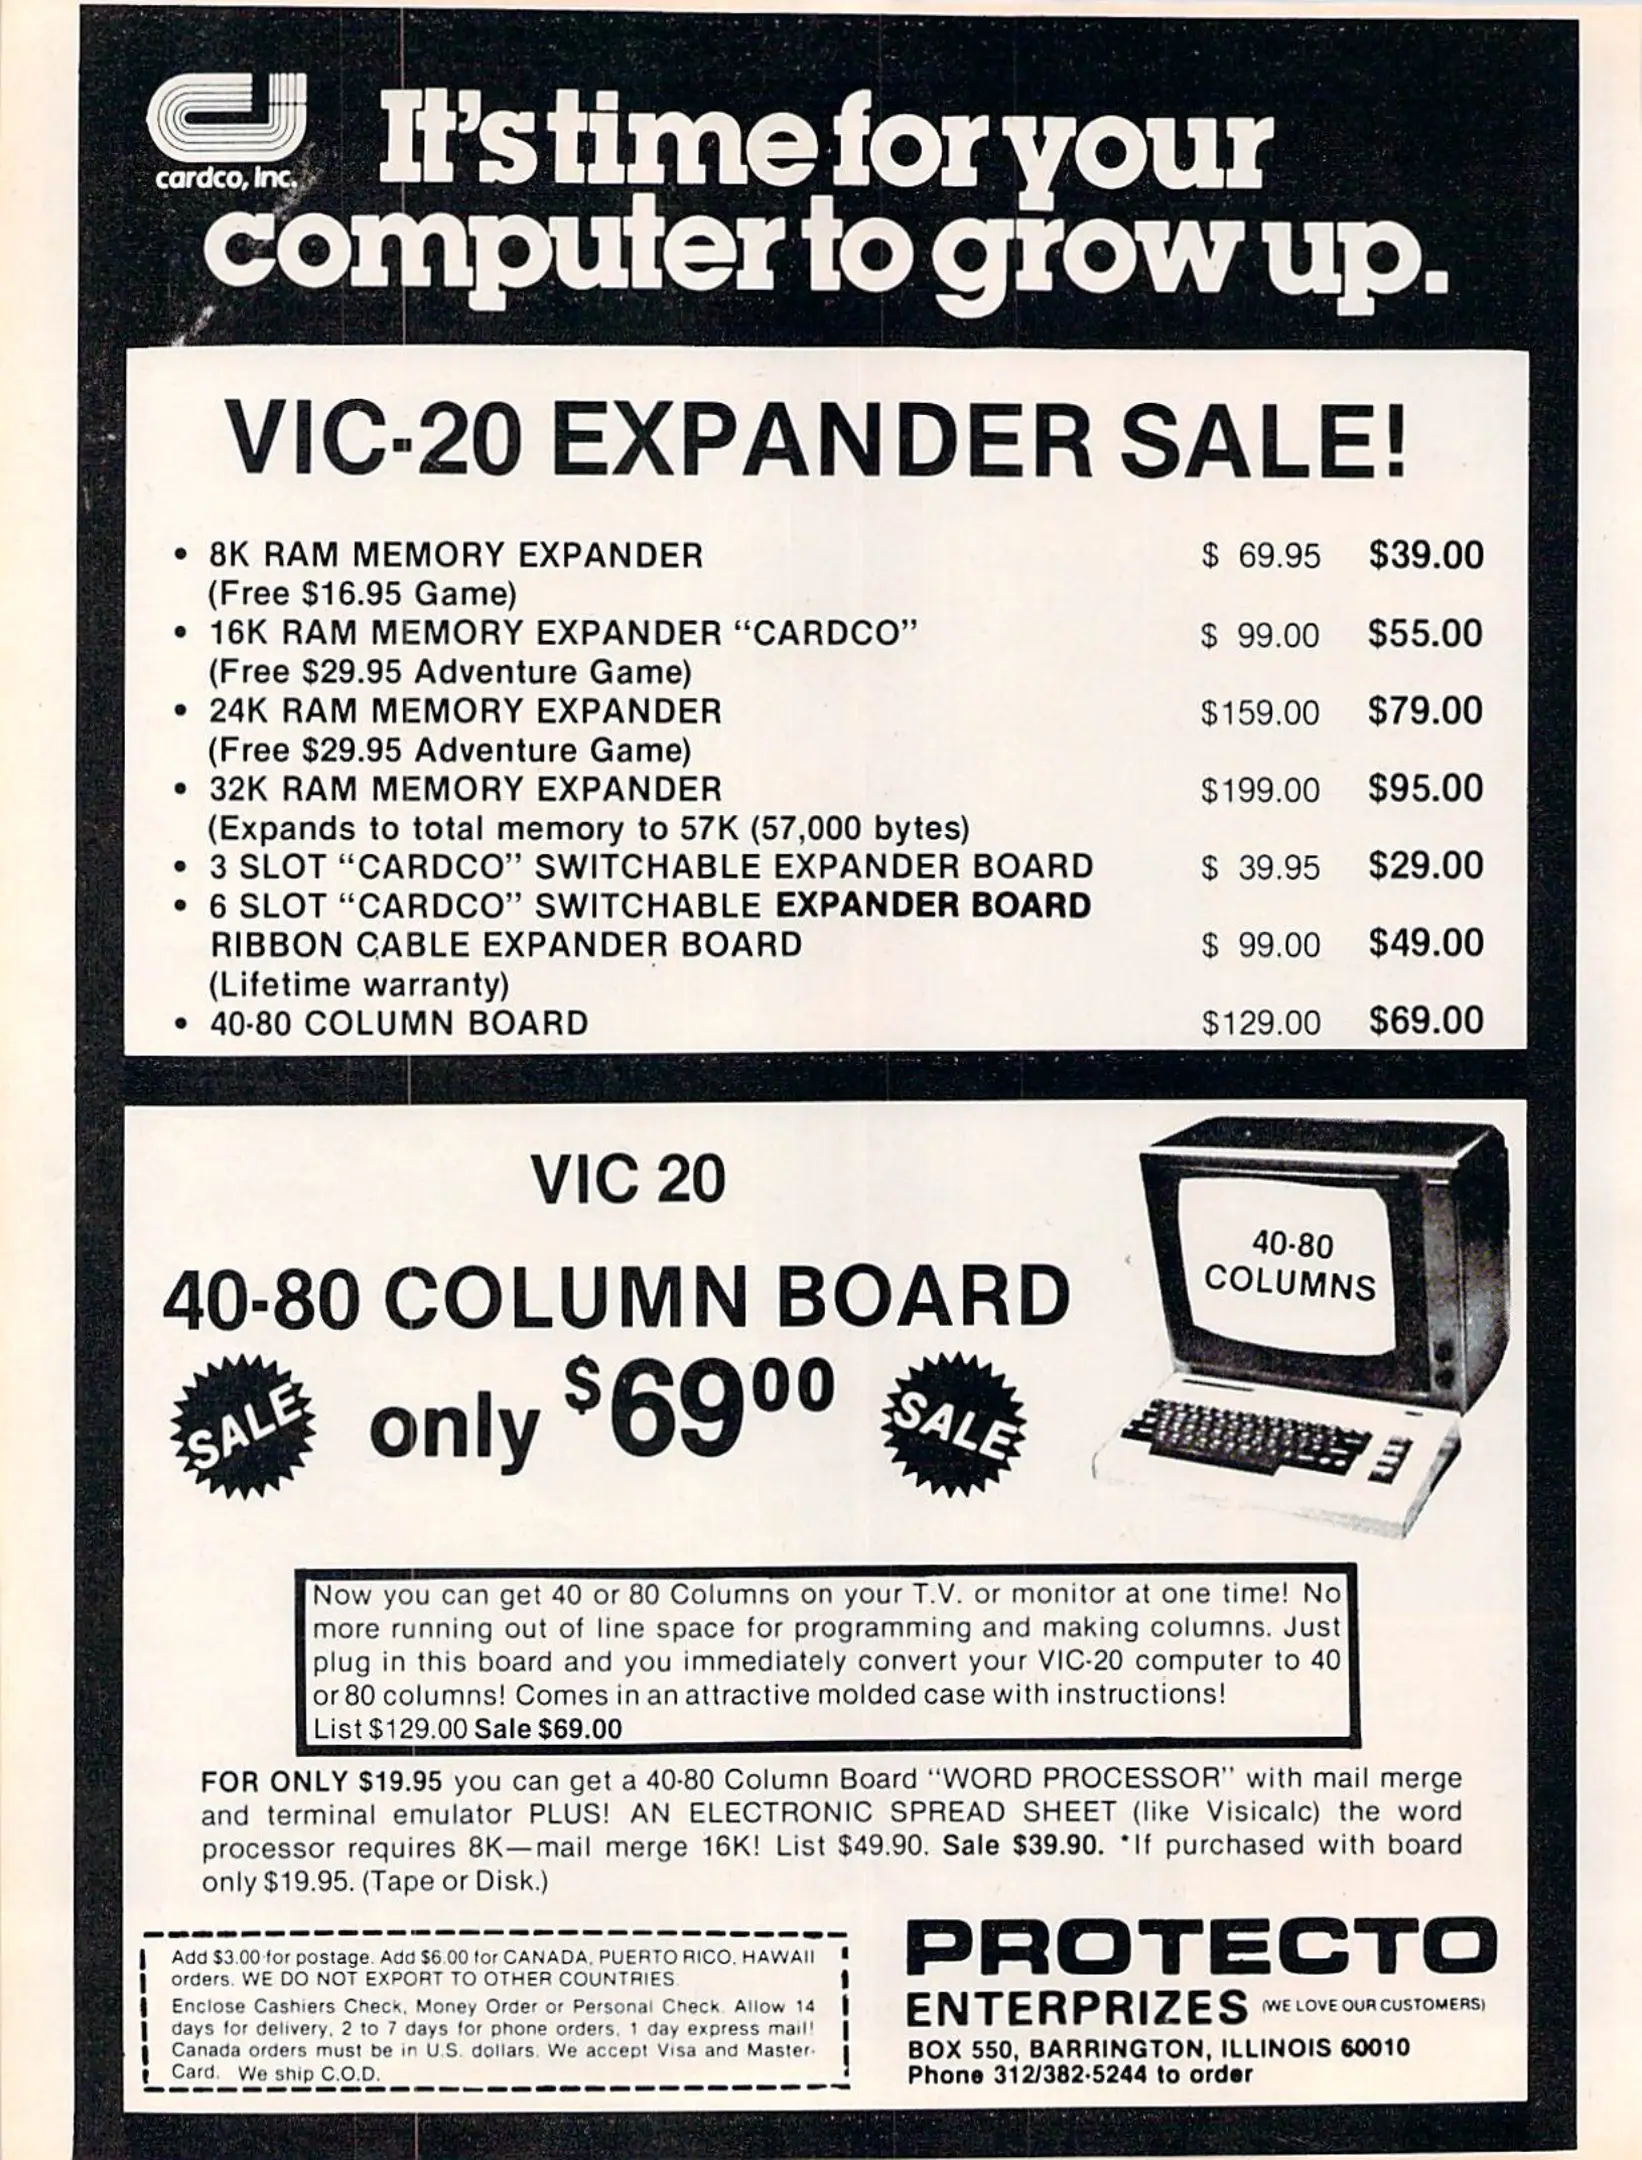 cardco, Inc.
It's time for your
computer to grow up.
VIC-20 EXPANDER SALE!
• 8K RAM MEMORY EXPANDER $ 69.95 $39.00
(Free $16.95 Game)
• 16K RAM MEMORY EXPANDER “CARDCO” $ 99.00 $55.00
(Free $29.95 Adventure Game)
• 24K RAM MEMORY EXPANDER $159.00 $79.00
(Free $29.95 Adventure Game)
• 32K RAM MEMORY EXPANDER $199.00 $95.00
(Expands to total memory to 57K (57,000 bytes)
• 3 SLOT “CARDCO” SWITCHABLE EXPANDER BOARD $ 39.95 $29.00
• 6 SLOT “CARDCO” SWITCHABLE EXPANDER BOARD
RIBBON CABLE EXPANDER BOARD $ 99.00 $49.00
(Lifetime warranty)
• 40-80 COLUMN BOARD $129.00 $69.00
VIC 20
40-80 COLUMN BOARD
SALE only $69.00 SALE
40-80
COLUMNS
Now you can get 40 or 80 Columns on your T.V. or monitor at one time! No
more running out of line space for programming and making columns. Just
plug in this board and you immediately convert your VIC-20 computer to 40
or 80 columns! Comes in an attractive molded case with instructions!
List $129.00 Sale $69.00
FOR ONLY $19.95 you can get a 40-80 Column Board “WORD PROCESSOR” with mail merge
and terminal emulator PLUS! AN ELECTRONIC SPREAD SHEET (like Visicalc) the word
processor requires 8K—mail merge 16K! List $49.90. Sale $39.90. *If purchased with board
only $19.95. (Tape or Disk.)
Add $3.00 for postage. Add $6.00 for CANADA, PUERTO RICO, HAWAII
orders. WE DO NOT EXPORT TO OTHER COUNTRIES.
Enclose Cashiers Check, Money Order or Personal Check. Allow 14
days for delivery, 2 to 7 days for phone orders, 1 day express mail!
Canada orders must be in U.S. dollars. We accept Visa and Master-
Card. We ship C.O.D.
PROTECTO
ENTERPRIZES (WE LOVE OUR CUSTOMERS)
BOX 550, BARRINGTON, ILLINOIS 60010
Phone 312/382-5244 to order